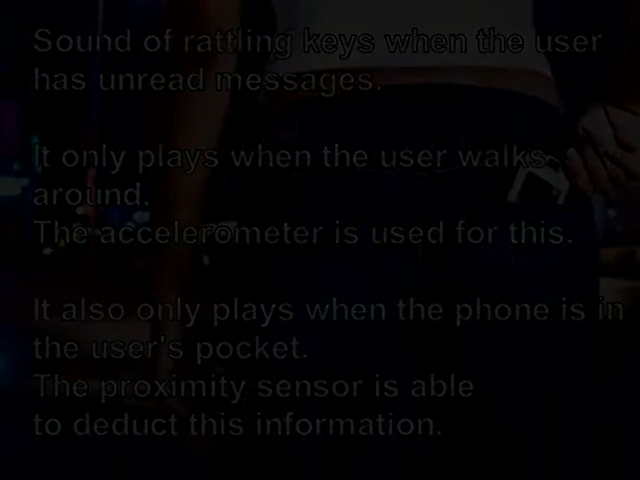 Sound of rattling keys when the user
has unread messages.
It only plays when the user walks
around.
The accelerometer is used for this.
It also only plays when the phone is in
the user's pocket.
The proximity sensor is able
to deduct this information.